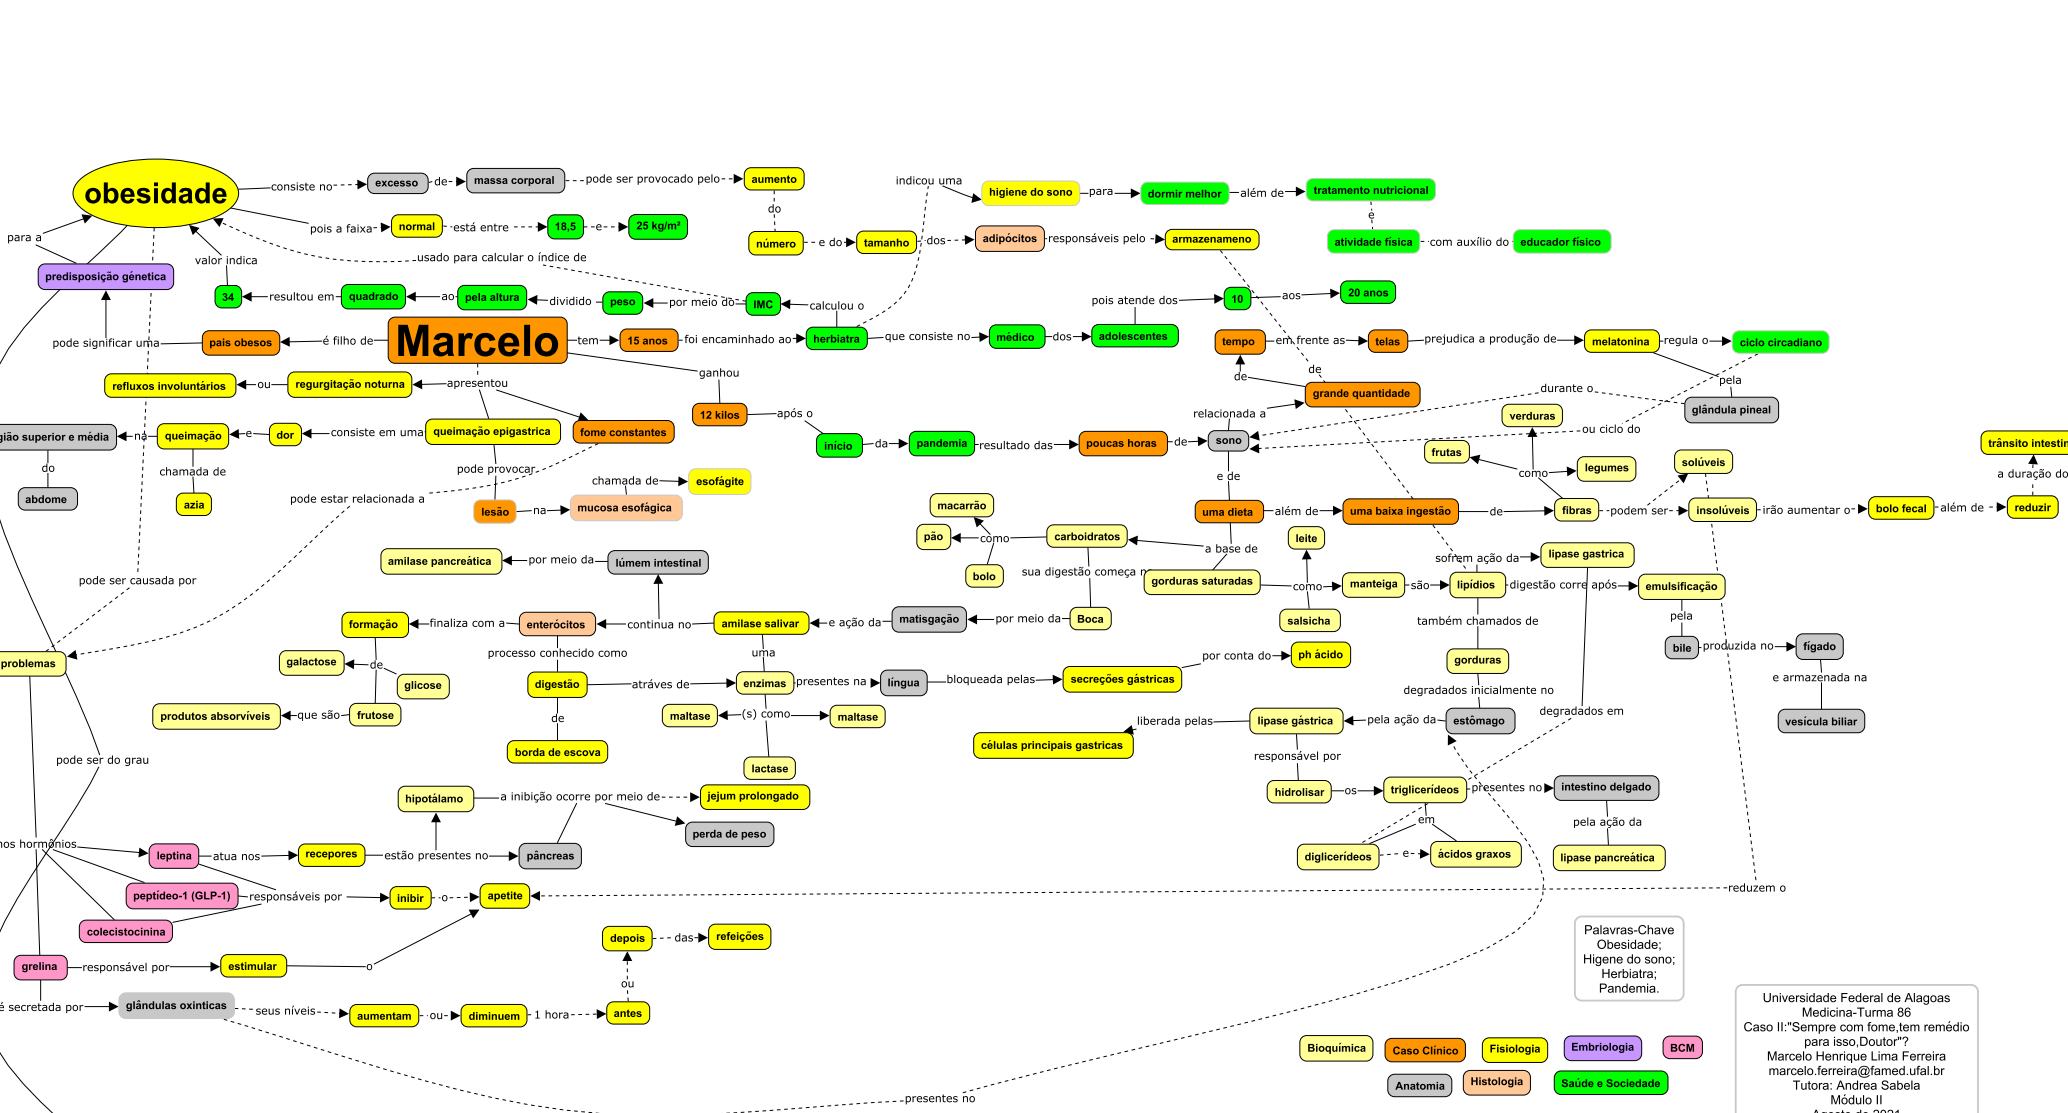 obesidade
consiste no
excesso
de
massa corporal
pode ser provocado pelo
aumento
do
número
e do
tamanho
dos
adipócitos
responsáveis pelo
armazenameno
de
indicou uma
higiene do sono
para
dormir melhor
além de
tratamento nutricional
e
atividade física
com auxílio do
educador físico
pois a faixa
normal
está entre
18,5
e
25 kg/m²
para a
predisposição génetica
valor indica
usado para calcular o índice de
34
resultou em
quadrado
ao
pela altura
dividido
peso
por meio do
IMC
calculou o
pois atende dos
10
aos
20 anos
pode significar uma
pais obesos
é filho de
Marcelo
tem
15 anos
foi encaminhado ao
herbiatra
que consiste no
médico
dos
adolescentes
tempo
em frente as
telas
prejudica a produção de
melatonina
regula o
ciclo circadiano
pela
glândula pineal
durante o
ou ciclo do
refluxos involuntários
ou
regurgitação noturna
apresentou
ganhou
12 kilos
após o
início
da
pandemia
resultado das
poucas horas
de
sono
relacionada a
grande quantidade
de
gião superior e média
na
queimação
e
dor
consiste em uma
queimação epigastrica
fome constantes
do
abdome
chamada de
azia
pode provocar
lesão
na
mucosa esofágica
chamada de
esofágite
pode estar relacionada a
e de
uma dieta
além de
uma baixa ingestão
de
fibras
como
verduras
frutas
legumes
podem ser
solúveis
insolúveis
irão aumentar o
bolo fecal
além de
reduzir
a duração do
trânsito intestin
macarrão
pão
como
bolo
carboidratos
a base de
sua digestão começa n
gorduras saturadas
como
leite
salsicha
manteiga
são
lipídios
sofrem ação da
lipase gastrica
digestão corre após
emulsificação
pela
bile
produzida no
fígado
e armazenada na
vesícula biliar
amilase pancreática
por meio da
lúmem intestinal
pode ser causada por
formação
finaliza com a
enterócitos
continua no
amilase salivar
e ação da
matisgação
por meio da
Boca
também chamados de
gorduras
problemas
galactose
de
glicose
produtos absorvíveis
que são
frutose
processo conhecido como
digestão
atráves de
uma
enzimas
presentes na
língua
bloqueada pelas
secreções gástricas
por conta do
ph ácido
de
borda de escova
maltase
(s) como
maltase
lactase
degradados inicialmente no
estômago
pela ação da
lipase gástrica
liberada pelas
células principais gastricas
degradados em
responsável por
hidrolisar
os
triglicerídeos
presentes no
intestino delgado
pela ação da
lipase pancreática
em
diglicerídeos
e
ácidos graxos
pode ser do grau
hipotálamo
a inibição ocorre por meio de
jejum prolongado
perda de peso
nos hormônios
leptina
atua nos
recepores
estão presentes no
pâncreas
peptídeo-1 (GLP-1)
responsáveis por
inibir
o
apetite
reduzem o
colecistocinina
grelina
responsável por
estimular
o
depois
das
refeições
ou
é secretada por
glândulas oxinticas
seus níveis
aumentam
ou
diminuem
1 hora
antes
presentes no
Palavras-Chave
Obesidade;
Higene do sono;
Herbiatra;
Pandemia.
Bioquímica
Caso Clínico
Fisiologia
Embriologia
BCM
Anatomia
Histologia
Saúde e Sociedade
Universidade Federal de Alagoas
Medicina-Turma 86
Caso II:"Sempre com fome,tem remédio
para isso,Doutor"?
Marcelo Henrique Lima Ferreira
marcelo.ferreira@famed.ufal.br
Tutora: Andrea Sabela
Módulo II
Agosto de 2021